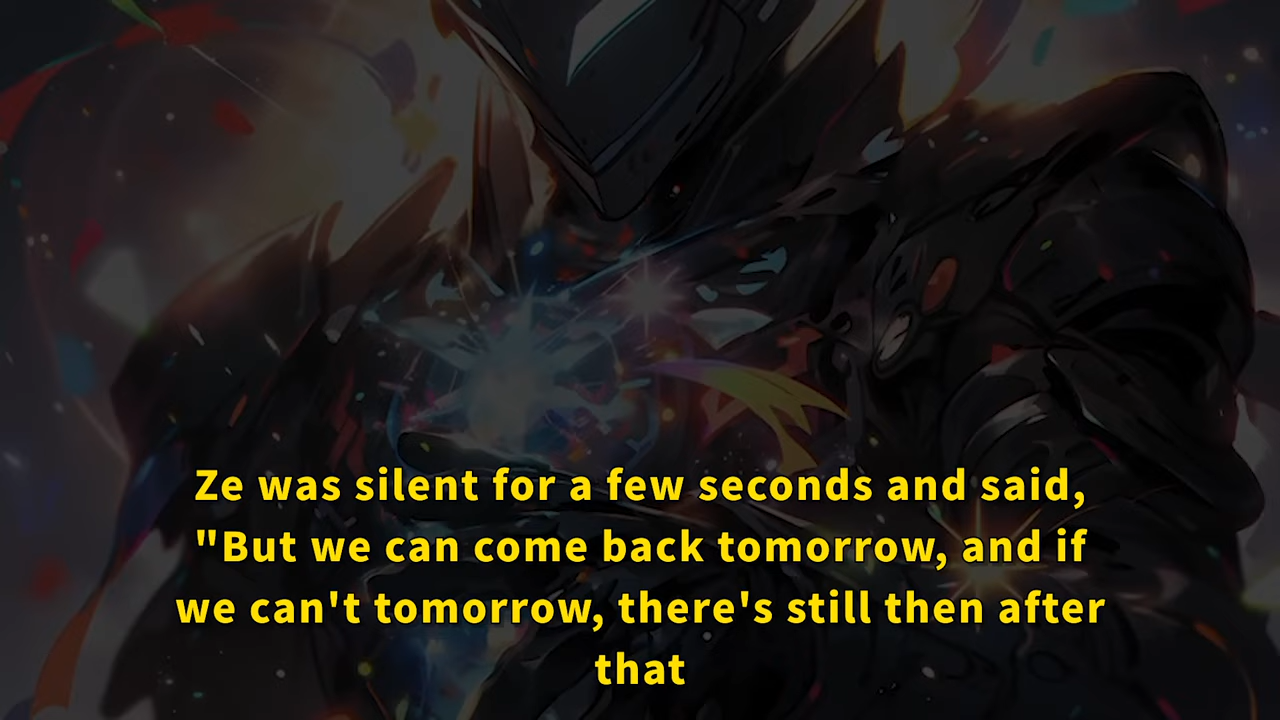 Ze was silent for a few seconds and said,
"But we can come back tomorrow, and if
we can't tomorrow, there's still then after
that